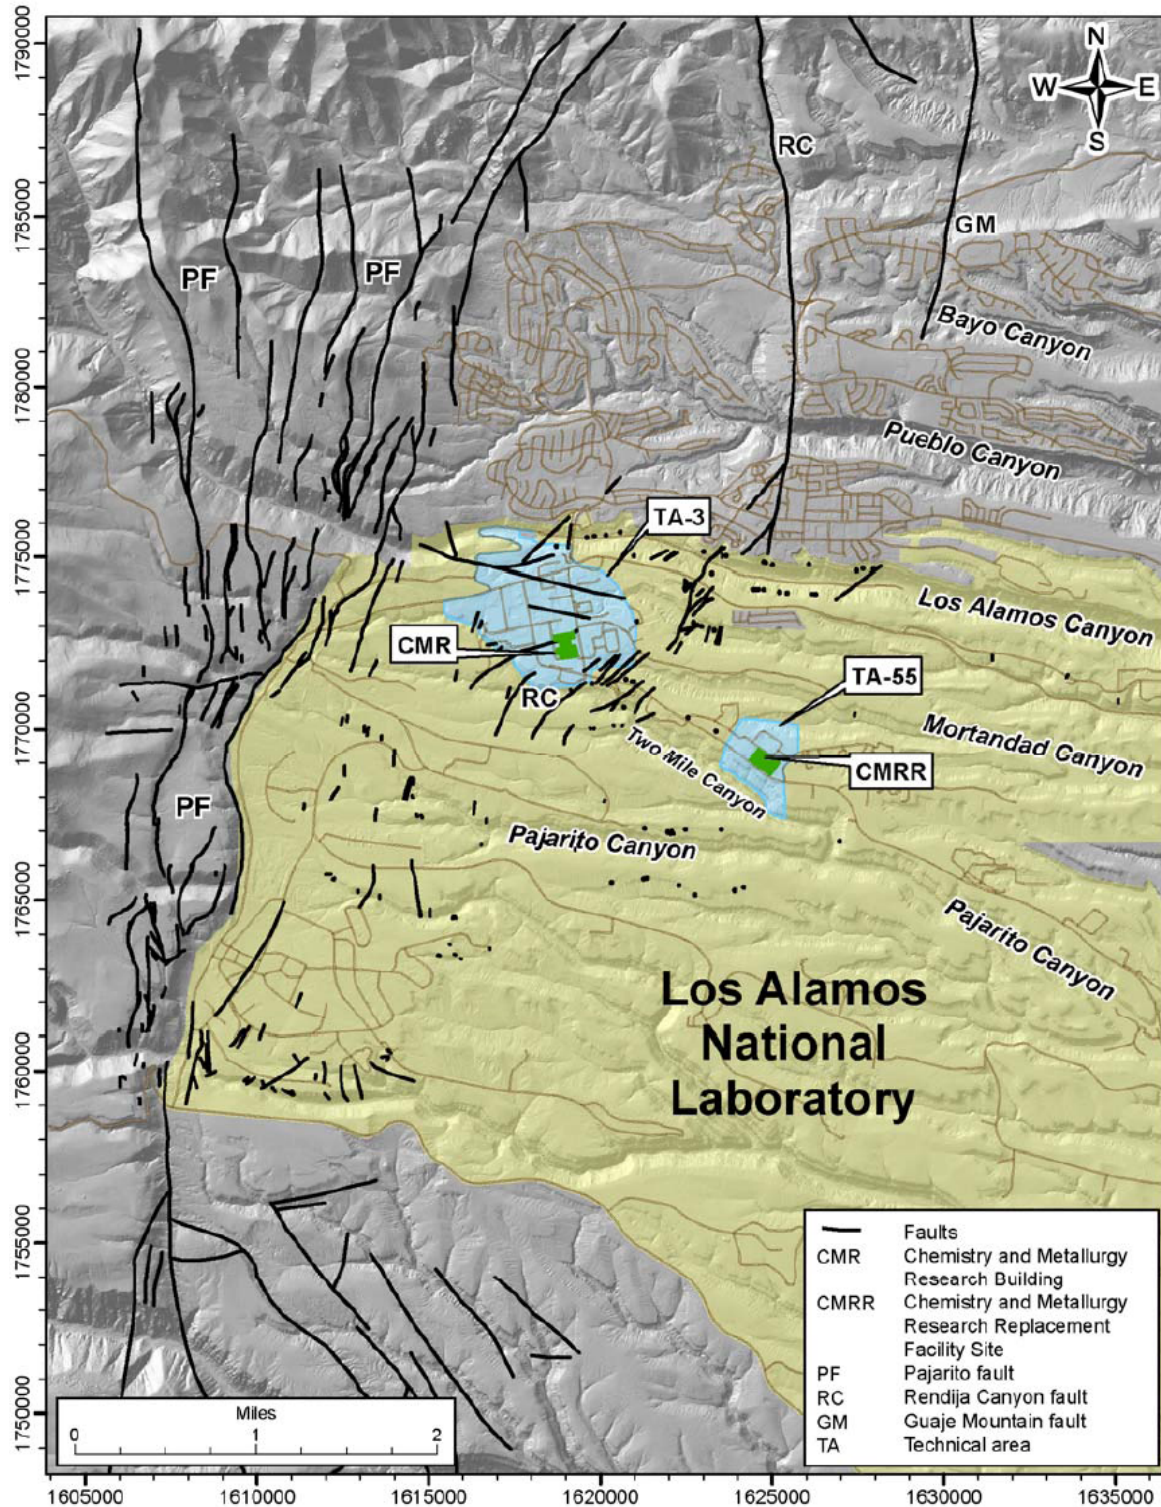 1790000
N
W E
S
RC
1785000
GM
PF
PF
Bayo Canyon
1780000
Pueblo Canyon
TA-3
1775000
Los Alamos Canyon
CMR
TA-55
RC
1770000
Mortandad Canyon
Two Mile Canyon
CMRR
PF
Pajarito Canyon
1765000
Pajarito Canyon
Los Alamos
National
Laboratory
1760000
1755000
Faults
CMR Chemistry and Metallurgy
Research Building
CMRR Chemistry and Metallurgy
Research Replacement
Facility Site
PF Pajarito fault
RC Rendija Canyon fault
GM Guaje Mountain fault
TA Technical area
1750000
Miles
0 1 2
1605000 1610000 1615000 1620000 1625000 1630000 1635000